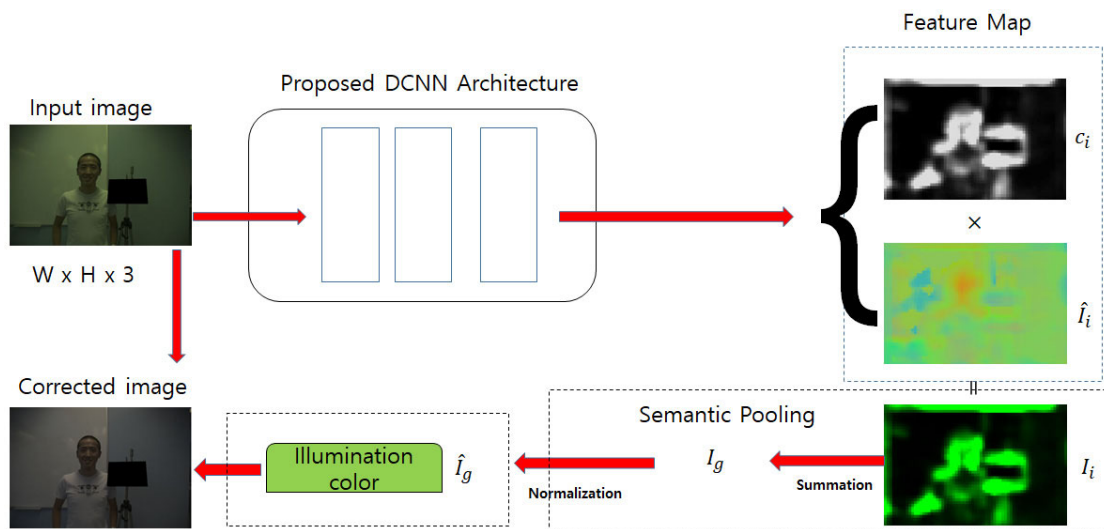 Feature Map
Proposed DCNN Architecture
Input image
c_i
×
W x H x 3
Î_i
Corrected image
=
Semantic Pooling
Illumination
color
Î_g
I_g
I_i
Normalization
Summation